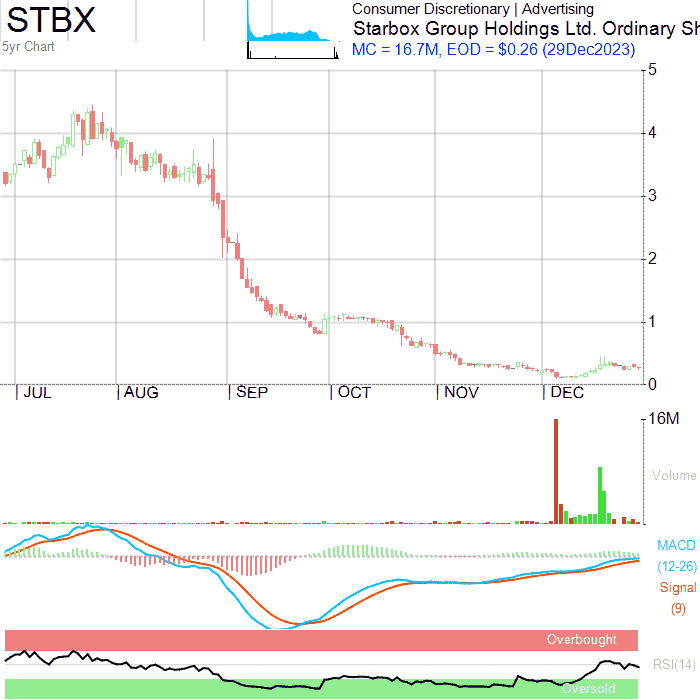 STBX
5yr Chart
Consumer Discretionary | Advertising
Starbox Group Holdings Ltd. Ordinary Sh
MC = 16.7M, EOD = $0.26 (29Dec2023)
5
4
3
2
1
0
JUL AUG SEP OCT NOV DEC
16M
Volume
MACD
(12-26)
Signal
(9)
Overbought
RSI(14)
Oversold